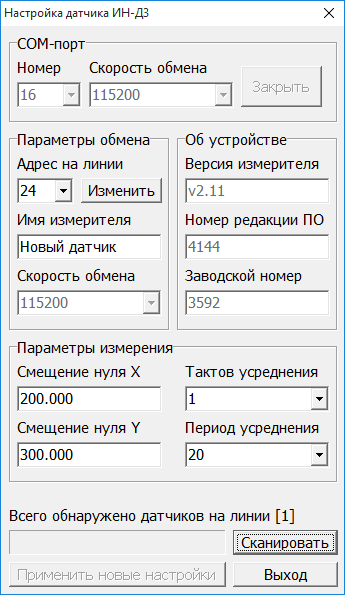 Настройка датчика ИН-Д3
COM-порт
Номер Скорость обмена
16 115200 Закрыть
Параметры обмена
Адрес на линии
24 Изменить
Имя измерителя
Новый датчик
Скорость обмена
115200
Об устройстве
Версия измерителя
v2.11
Номер редакции ПО
4144
Заводской номер
3592
Параметры измерения
Смещение нуля X Тактов усреднения
200.000 1
Смещение нуля Y Период усреднения
300.000 20
Всего обнаружено датчиков на линии [1]
Сканировать
Применить новые настройки Выход